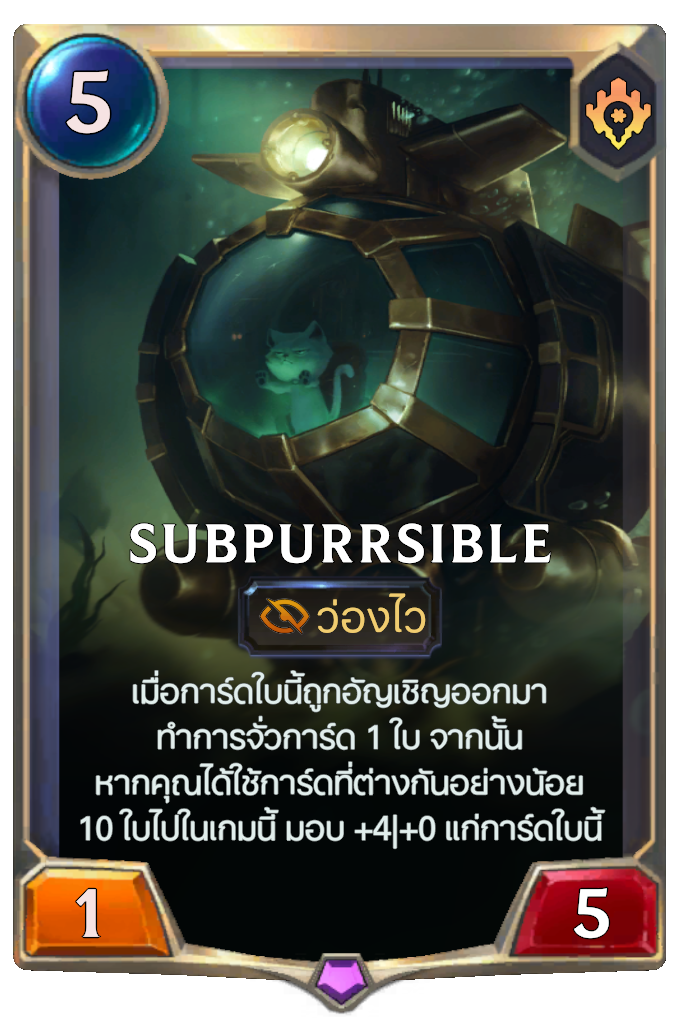 5
SUBPURRSIBLE
ว่องไว
เมื่อการ์ดใบนี้ถูกอัญเชิญออกมา
ทำการจั่วการ์ด 1 ใบ จากนั้น
หากคุณได้ใช้การ์ดที่ต่างกันอย่างน้อย
10 ใบไปในเกมนี้ มอบ +4|+0 แก่การ์ดใบนี้
1
5